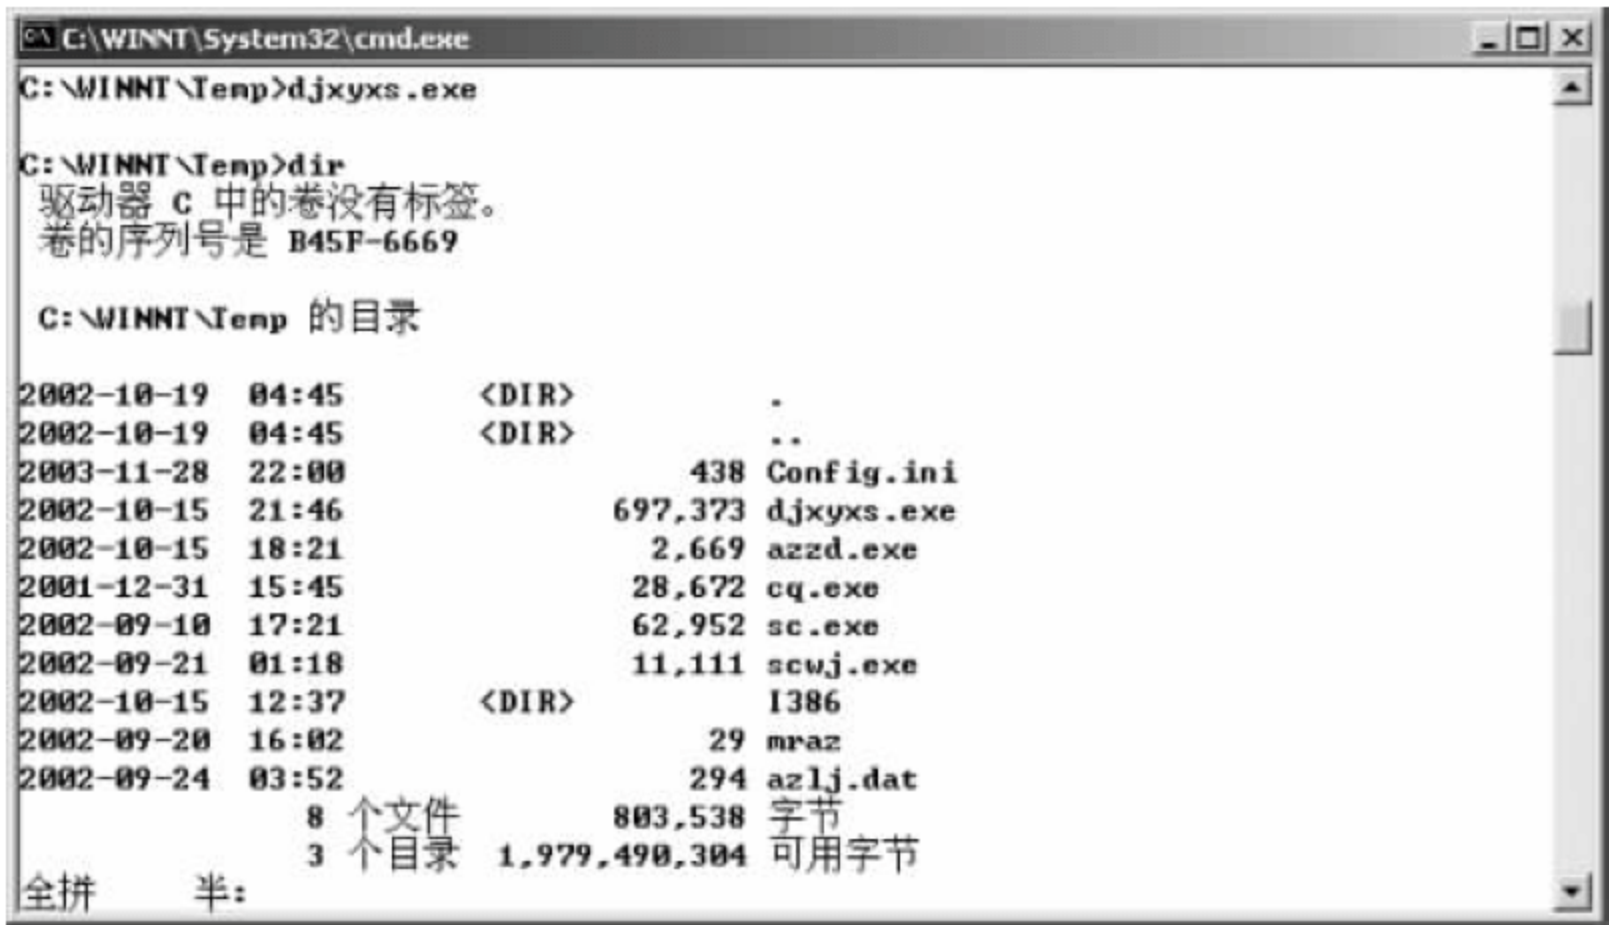 C:\WINNT\System32\cmd.exe
C:\WINNT\Temp>djxyxs.exe
C:\WINNT\Temp>dir
驱动器 C 中的卷没有标签。
卷的序列号是 B45F-6669
C:\WINNT\Temp 的目录
2002-10-19 04:45 <DIR> .
2002-10-19 04:45 <DIR> ..
2003-11-28 22:00 438 Config.ini
2002-10-15 21:46 697,373 djxyxs.exe
2002-10-15 18:21 2,669 azzd.exe
2001-12-31 15:45 28,672 cq.exe
2002-09-10 17:21 62,952 sc.exe
2002-09-21 01:18 11,111 scwj.exe
2002-10-15 12:37 <DIR> I386
2002-09-20 16:02 29 mraz
2002-09-24 03:52 294 azlj.dat
8 个文件 803,538 字节
3 个目录 1,979,490,304 可用字节
全拼 半: